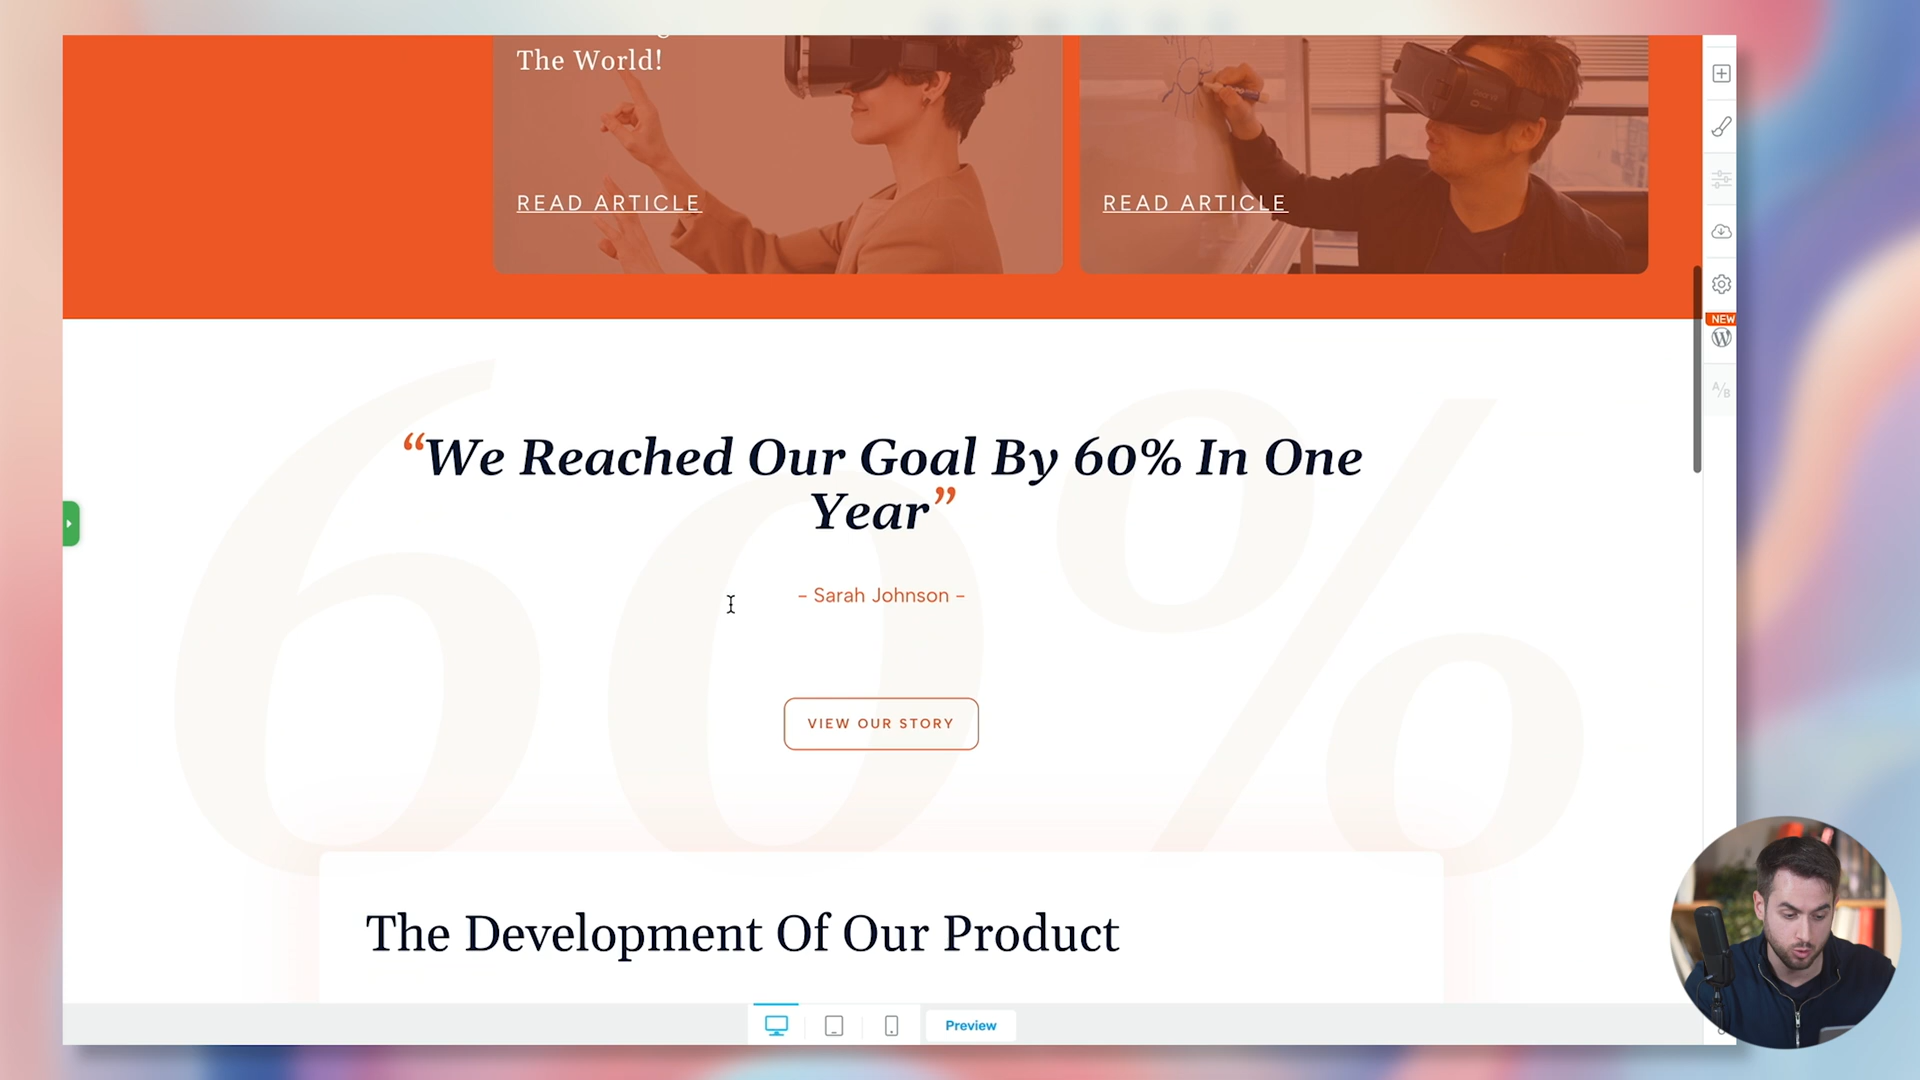 The World!
READ ARTICLE
READ ARTICLE
NEW
A/B
60%
“We Reached Our Goal By 60% In One
Year”
– Sarah Johnson –
VIEW OUR STORY
The Development Of Our Product
Preview